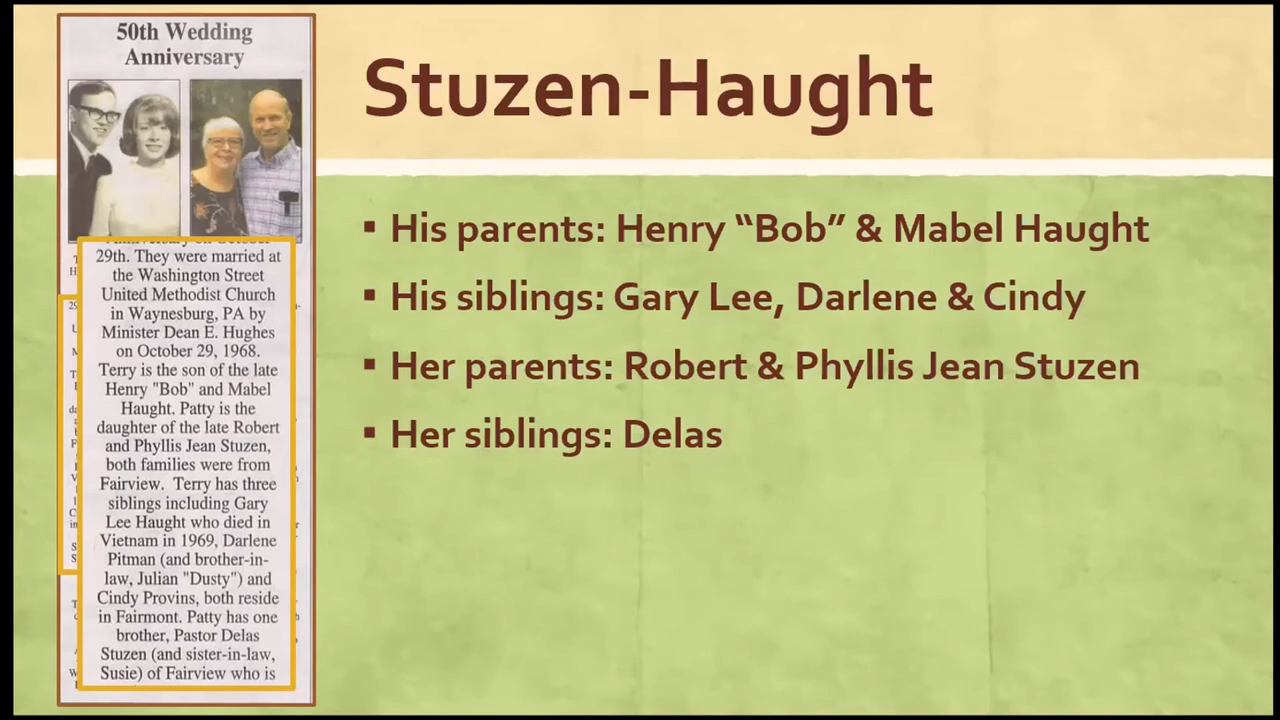 50th Wedding
Anniversary
Stuzen-Haught
▪ His parents: Henry “Bob” & Mabel Haught
▪ His siblings: Gary Lee, Darlene & Cindy
▪ Her parents: Robert & Phyllis Jean Stuzen
▪ Her siblings: Delas
29th. They were married at
the Washington Street
United Methodist Church
in Waynesburg, PA by
Minister Dean E. Hughes
on October 29, 1968.
Terry is the son of the late
Henry "Bob" and Mabel
Haught. Patty is the
daughter of the late Robert
and Phyllis Jean Stuzen,
both families were from
Fairview. Terry has three
siblings including Gary
Lee Haught who died in
Vietnam in 1969, Darlene
Pitman (and brother-in-
law, Julian "Dusty") and
Cindy Provins, both reside
in Fairmont. Patty has one
brother, Pastor Delas
Stuzen (and sister-in-law,
Susie) of Fairview who is